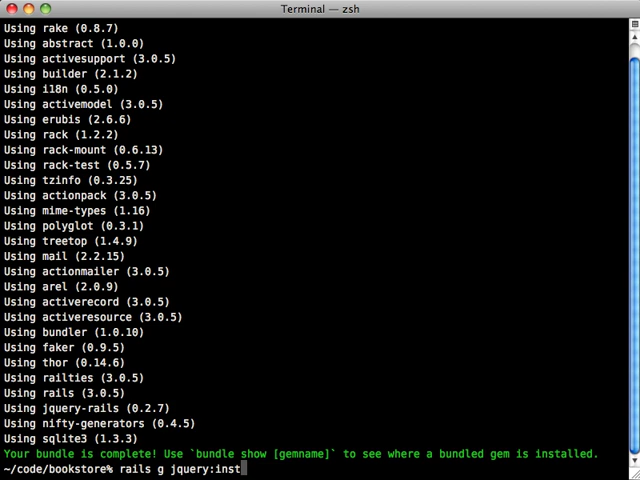 Terminal — zsh
Using rake (0.8.7)
Using abstract (1.0.0)
Using activesupport (3.0.5)
Using builder (2.1.2)
Using i18n (0.5.0)
Using activemodel (3.0.5)
Using erubis (2.6.6)
Using rack (1.2.2)
Using rack-mount (0.6.13)
Using rack-test (0.5.7)
Using tzinfo (0.3.25)
Using actionpack (3.0.5)
Using mime-types (1.16)
Using polyglot (0.3.1)
Using treetop (1.4.9)
Using mail (2.2.15)
Using actionmailer (3.0.5)
Using arel (2.0.9)
Using activerecord (3.0.5)
Using activeresource (3.0.5)
Using bundler (1.0.10)
Using faker (0.9.5)
Using thor (0.14.6)
Using railties (3.0.5)
Using rails (3.0.5)
Using jquery-rails (0.2.7)
Using nifty-generators (0.4.5)
Using sqlite3 (1.3.3)
Your bundle is complete! Use `bundle show [gemname]` to see where a bundled gem is installed.
~/code/bookstore% rails g jquery:inst